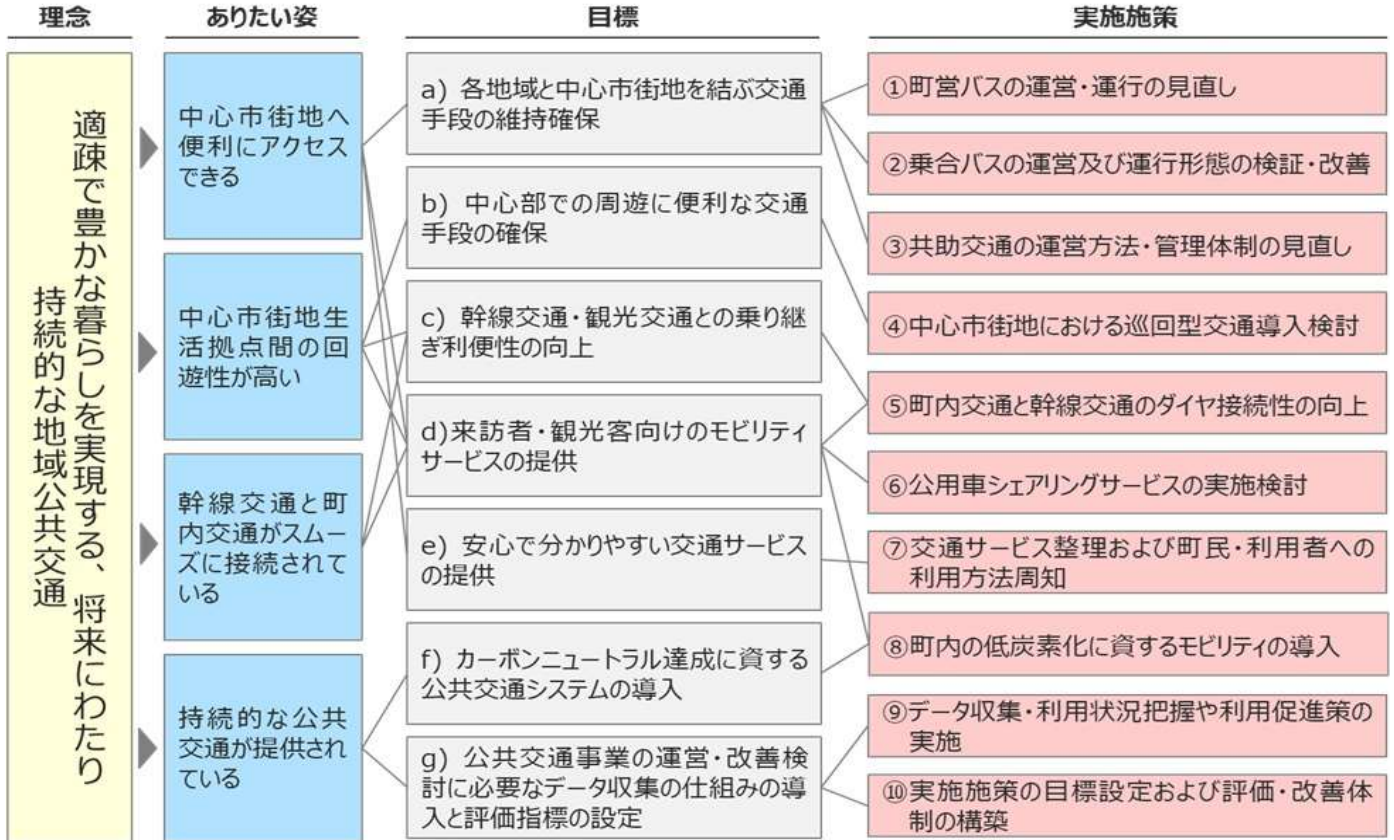 理念
ありたい姿
目標
実施施策
適疎で豊かな暮らしを実現する、将来にわたり
持続的な地域公共交通
中心市街地へ
便利にアクセス
できる
中心市街地生
活拠点間の回
遊性が高い
幹線交通と町
内交通がスムー
ズに接続されて
いる
持続的な公共
交通が提供され
ている
a) 各地域と中心市街地を結ぶ交通
手段の維持確保
b) 中心部での周遊に便利な交通
手段の確保
c) 幹線交通・観光交通との乗り継
ぎ利便性の向上
d)来訪者・観光客向けのモビリティ
サービスの提供
e) 安心で分かりやすい交通サービス
の提供
f) カーボンニュートラル達成に資する
公共交通システムの導入
g) 公共交通事業の運営・改善検
討に必要なデータ収集の仕組みの導
入と評価指標の設定
①町営バスの運営・運行の見直し
②乗合バスの運営及び運行形態の検証・改善
③共助交通の運営方法・管理体制の見直し
④中心市街地における巡回型交通導入検討
⑤町内交通と幹線交通のダイヤ接続性の向上
⑥公用車シェアリングサービスの実施検討
⑦交通サービス整理および町民・利用者への
利用方法周知
⑧町内の低炭素化に資するモビリティの導入
⑨データ収集・利用状況把握や利用促進策の
実施
⑩実施施策の目標設定および評価・改善体
制の構築